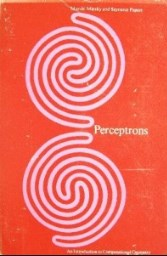 Marvin Minsky and Seymour Papert
Perceptrons
An Introduction to Computational Geometry